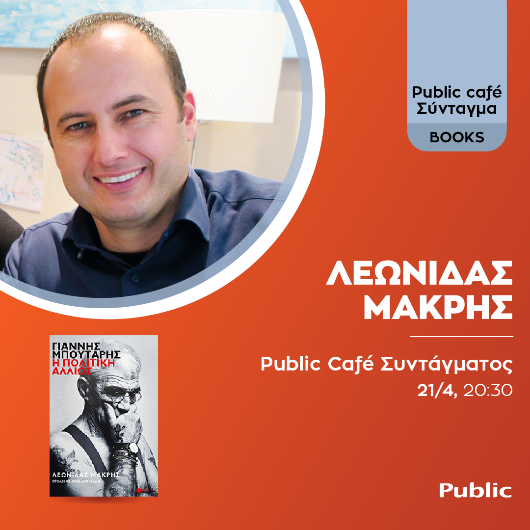 Public café
Σύνταγμα
BOOKS
ΛΕΩΝΙΔΑΣ
ΜΑΚΡΗΣ
Public Café Συντάγματος
21/4, 20:30
ΓΙΑΝΝΗΣ
ΜΠΟΥΤΑΡΗΣ
Η ΠΟΛΙΤΙΚΗ
ΑΛΛΙΩΣ
ΛΕΩΝΙΔΑΣ ΜΑΚΡΗΣ
Public